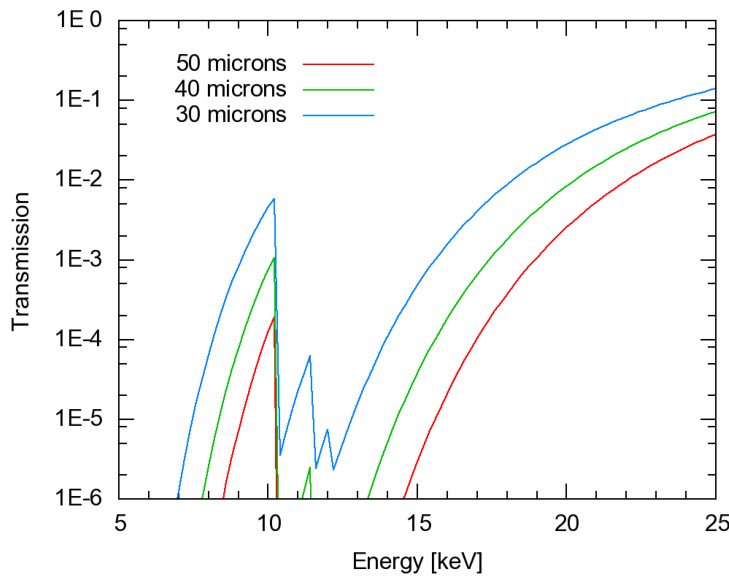 1E 0
1E-1
1E-2
1E-3
1E-4
1E-5
1E-6
Transmission
50 microns
40 microns
30 microns
5 10 15 20 25
Energy [keV]